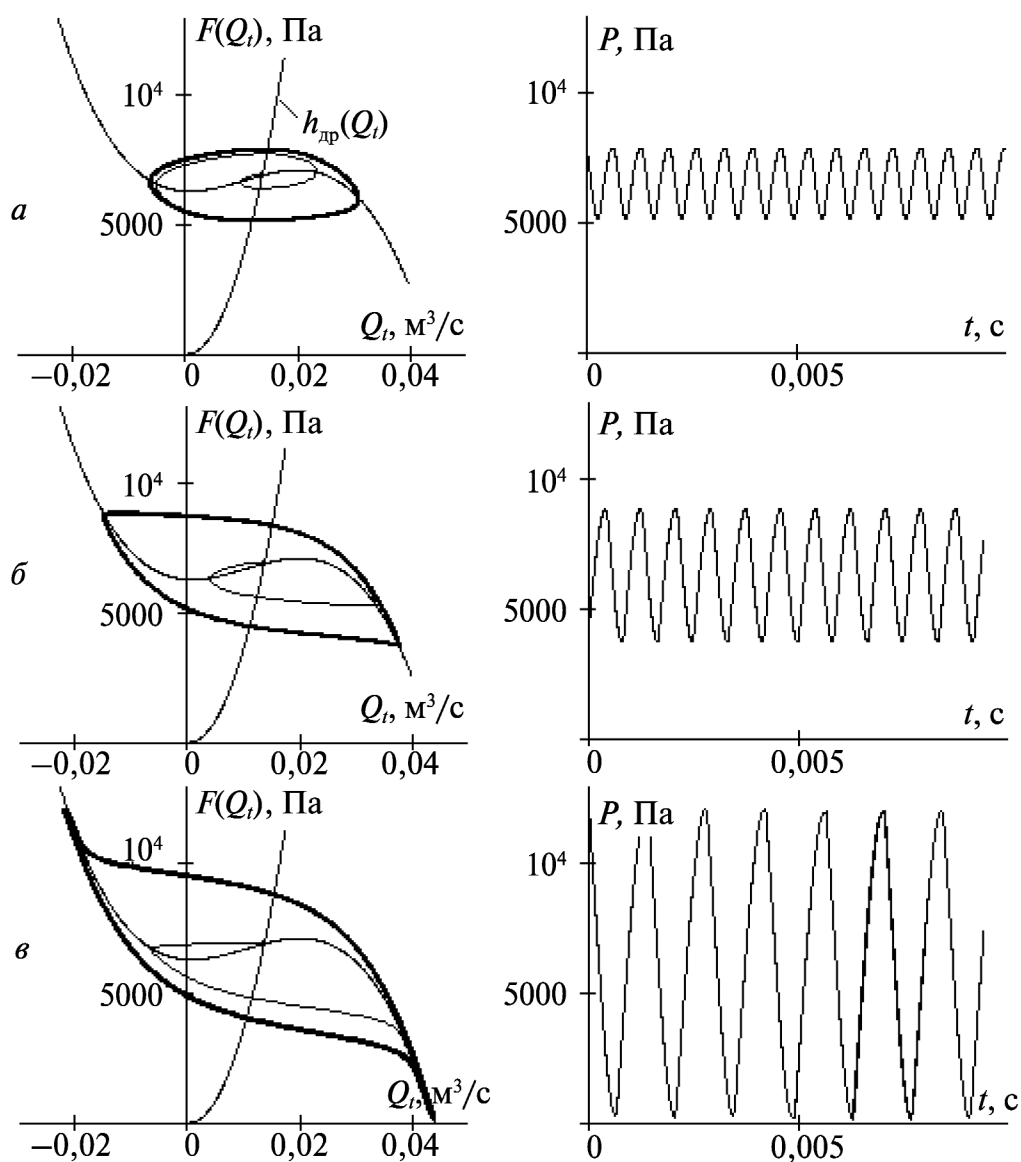 F(Qt), Па
P, Па
10⁴
10⁴
hдр(Qt)
а
5000
5000
Qt, м³/с
t, с
–0,02 0 0,02 0,04
0 0,005
F(Qt), Па
P, Па
10⁴
10⁴
б
5000
5000
Qt, м³/с
t, с
–0,02 0 0,02 0,04
0 0,005
F(Qt), Па
P, Па
10⁴
10⁴
в
5000
5000
Qt, м³/с
t, с
–0,02 0 0,02 0,04
0 0,005